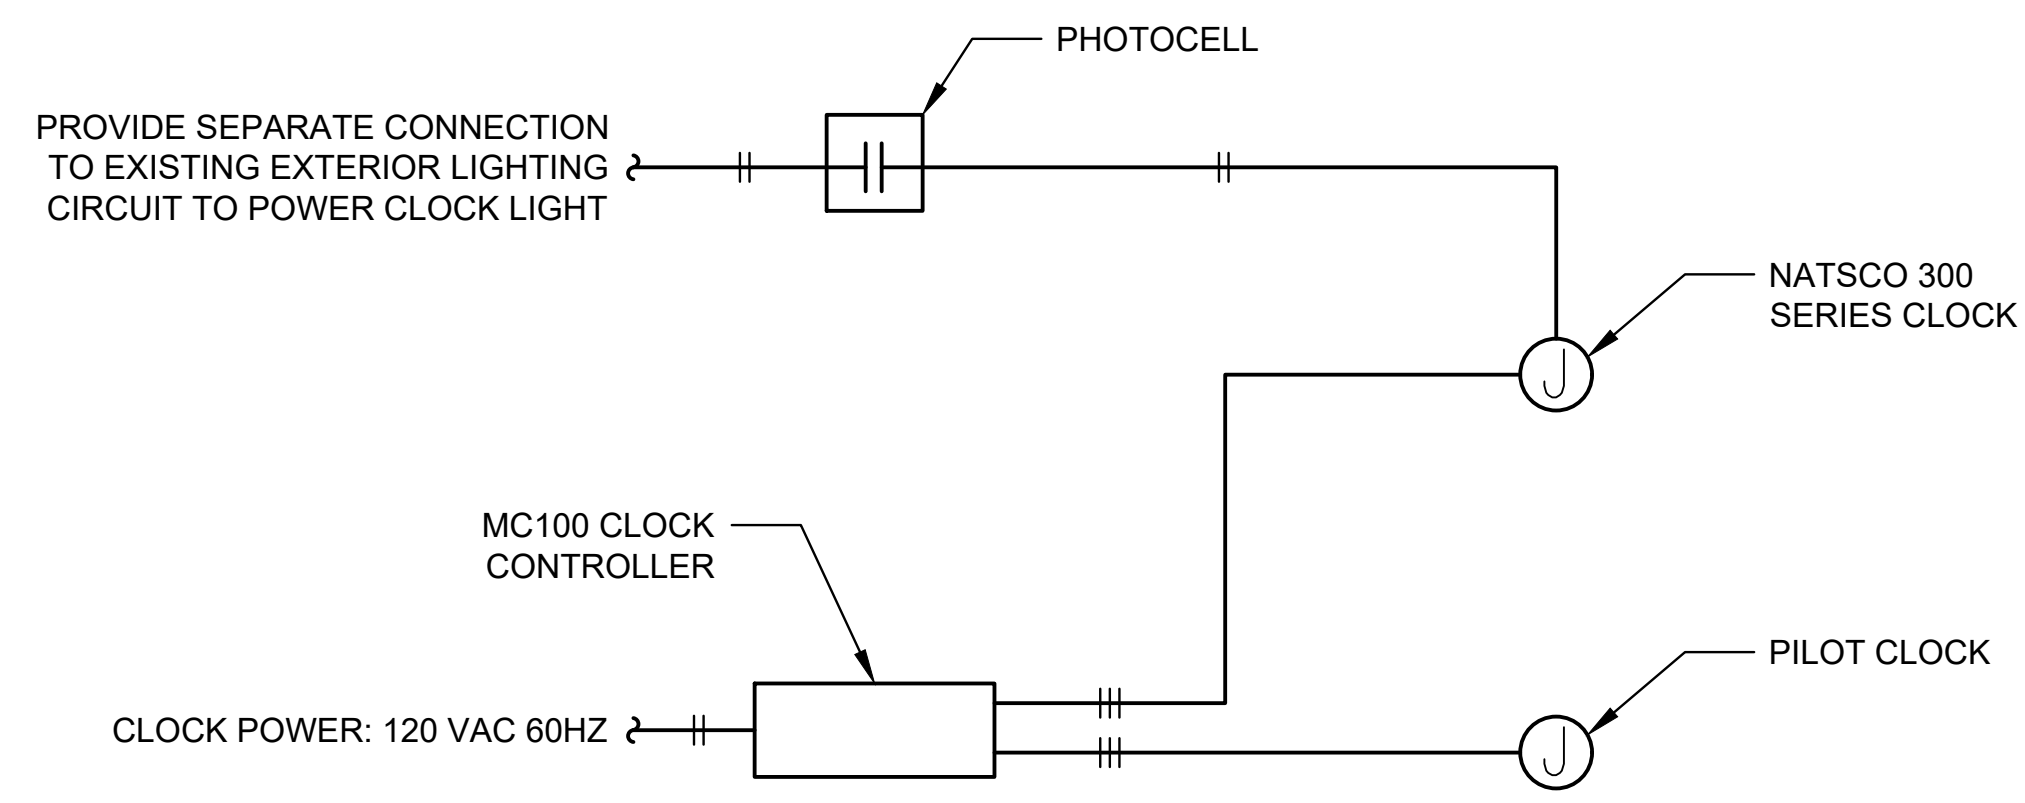 PHOTOCELL
PROVIDE SEPARATE CONNECTION
TO EXISTING EXTERIOR LIGHTING
CIRCUIT TO POWER CLOCK LIGHT
NATSCO 300
SERIES CLOCK
J
MC100 CLOCK
CONTROLLER
PILOT CLOCK
CLOCK POWER: 120 VAC 60HZ
J